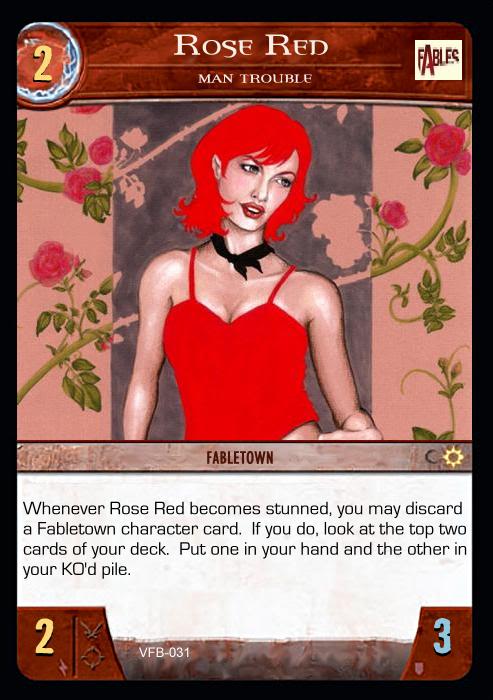 2
Rose Red
FABLES
MAN TROUBLE
FABLETOWN
C
Whenever Rose Red becomes stunned, you may discard
a Fabletown character card. If you do, look at the top two
cards of your deck. Put one in your hand and the other in
your KO'd pile.
2
VFB-031
3